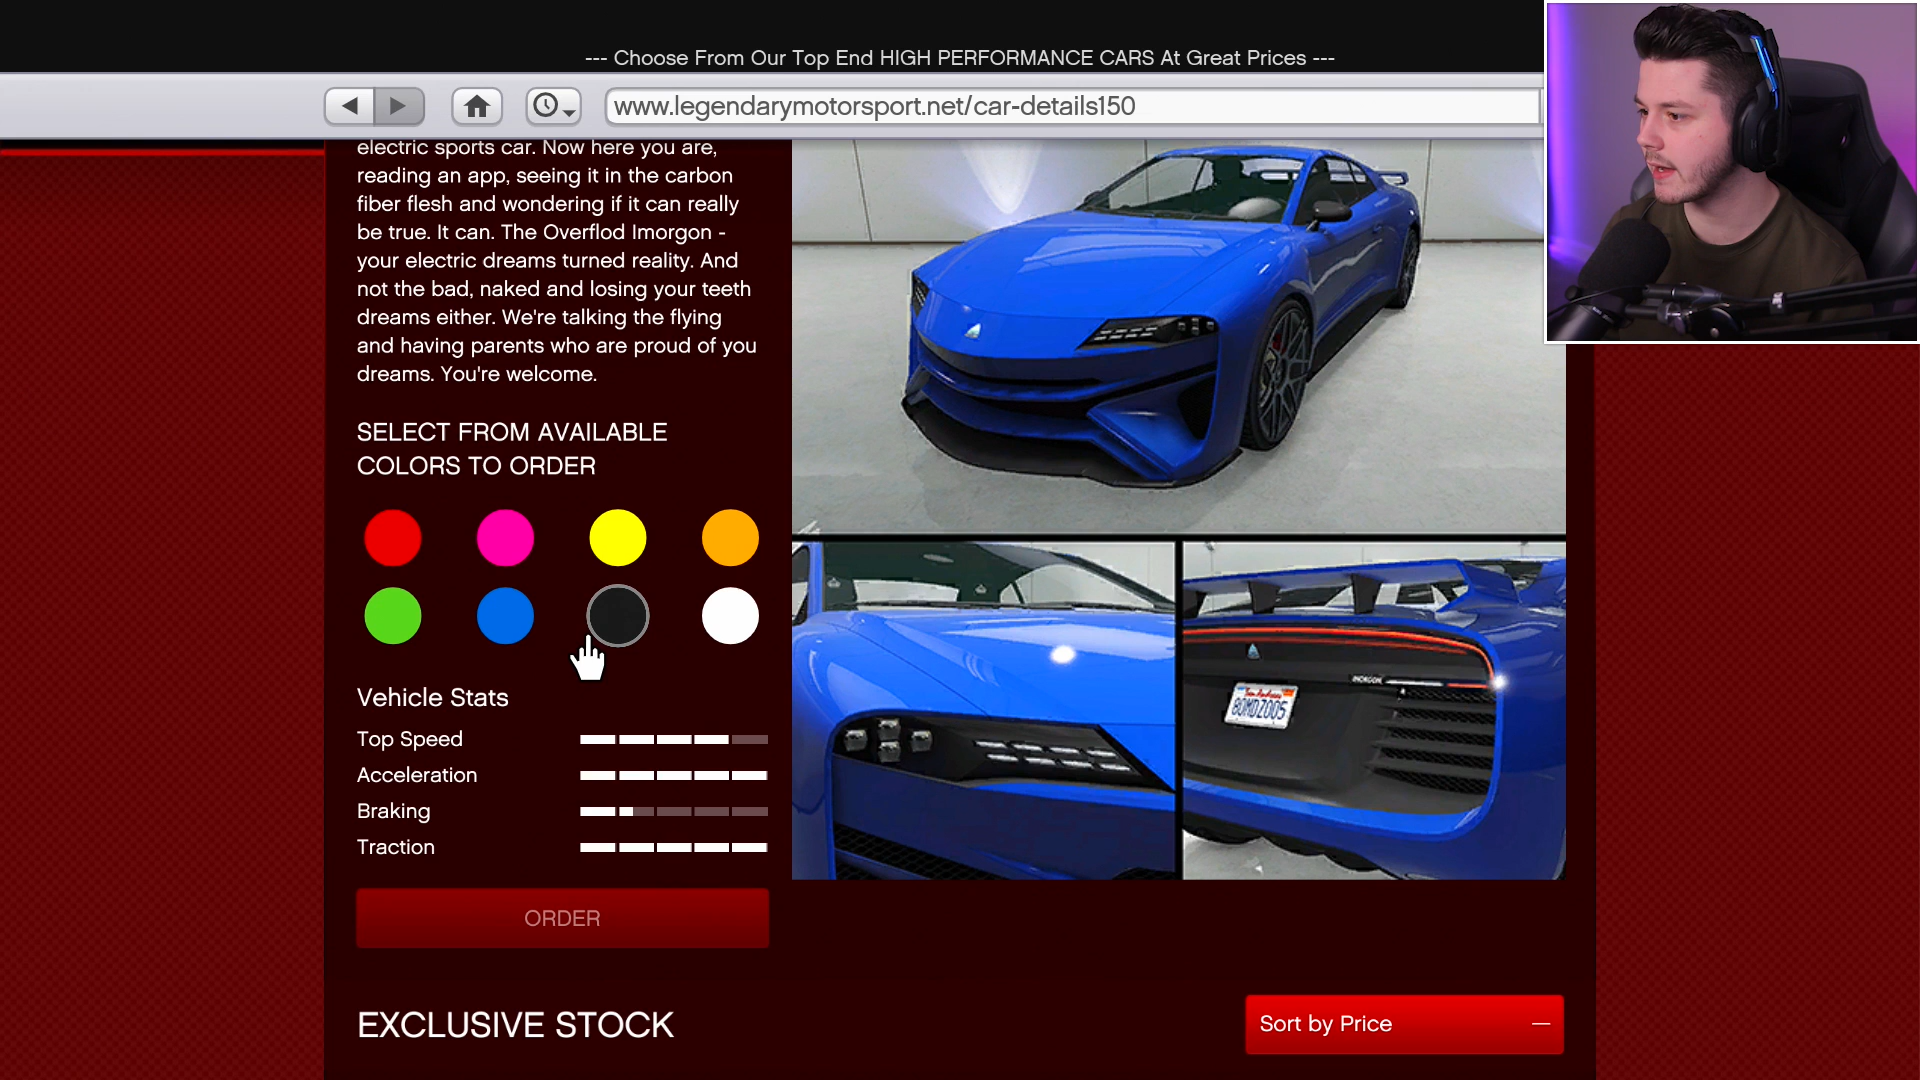 --- Choose From Our Top End HIGH PERFORMANCE CARS At Great Prices ---
www.legendarymotorsport.net/car-details150
electric sports car. Now here you are,
reading an app, seeing it in the carbon
fiber flesh and wondering if it can really
be true. It can. The Overflod Imorgon -
your electric dreams turned reality. And
not the bad, naked and losing your teeth
dreams either. We're talking the flying
and having parents who are proud of you
dreams. You're welcome.
SELECT FROM AVAILABLE
COLORS TO ORDER
Vehicle Stats
Top Speed
Acceleration
Braking
Traction
ORDER
IMORGON
San Andreas
80MDZ005
EXCLUSIVE STOCK
Sort by Price